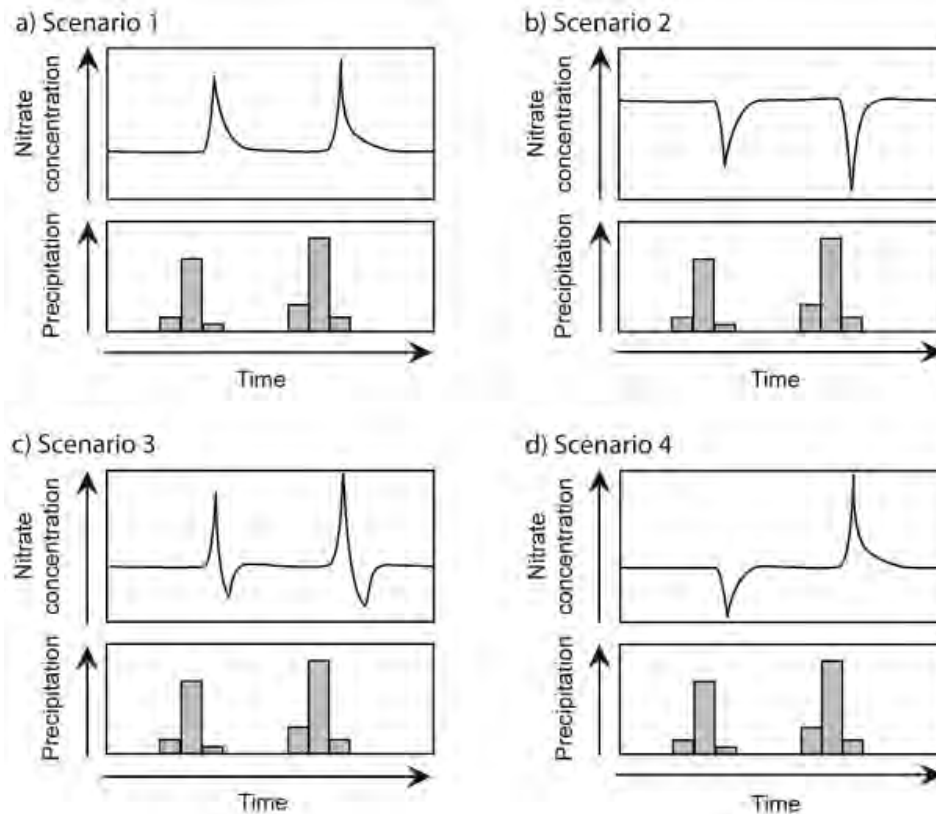 a) Scenario 1
Nitrate
concentration
Precipitation
Time
b) Scenario 2
Nitrate
concentration
Precipitation
Time
c) Scenario 3
Nitrate
concentration
Precipitation
Time
d) Scenario 4
Nitrate
concentration
Precipitation
Time